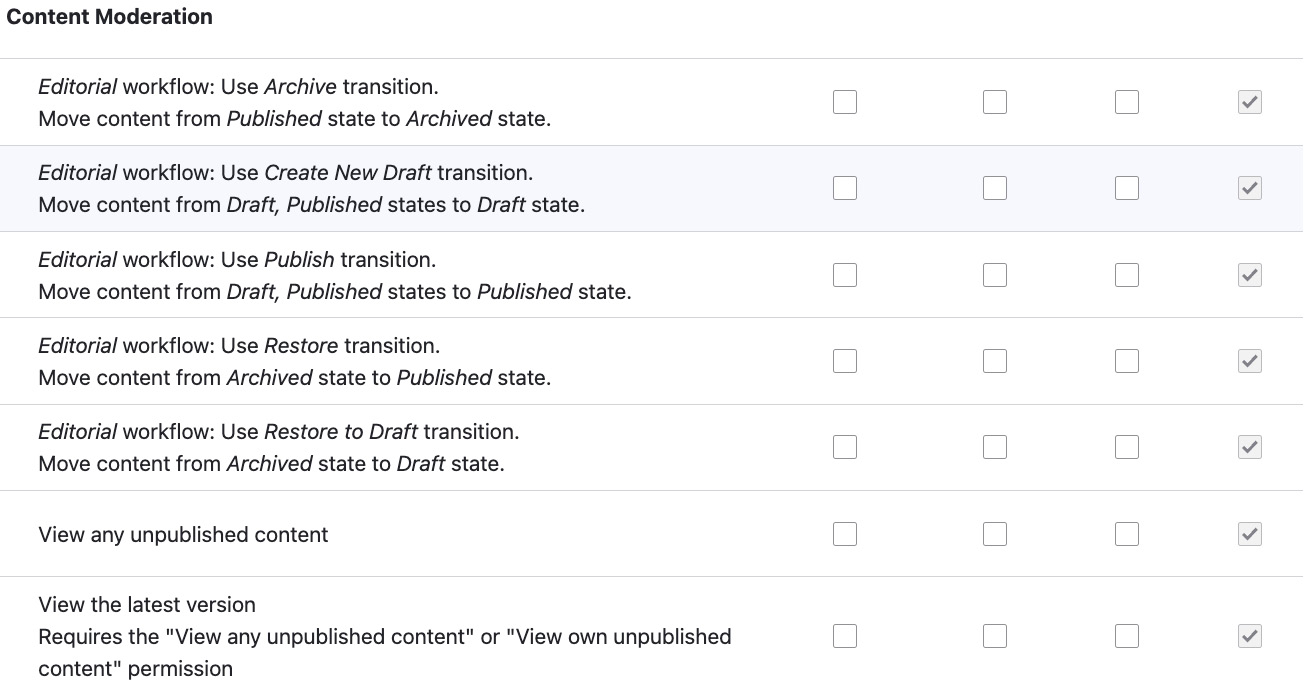 Content Moderation
Editorial workflow: Use Archive transition.
Move content from Published state to Archived state.
Editorial workflow: Use Create New Draft transition.
Move content from Draft, Published states to Draft state.
Editorial workflow: Use Publish transition.
Move content from Draft, Published states to Published state.
Editorial workflow: Use Restore transition.
Move content from Archived state to Published state.
Editorial workflow: Use Restore to Draft transition.
Move content from Archived state to Draft state.
View any unpublished content
View the latest version
Requires the "View any unpublished content" or "View own unpublished
content" permission